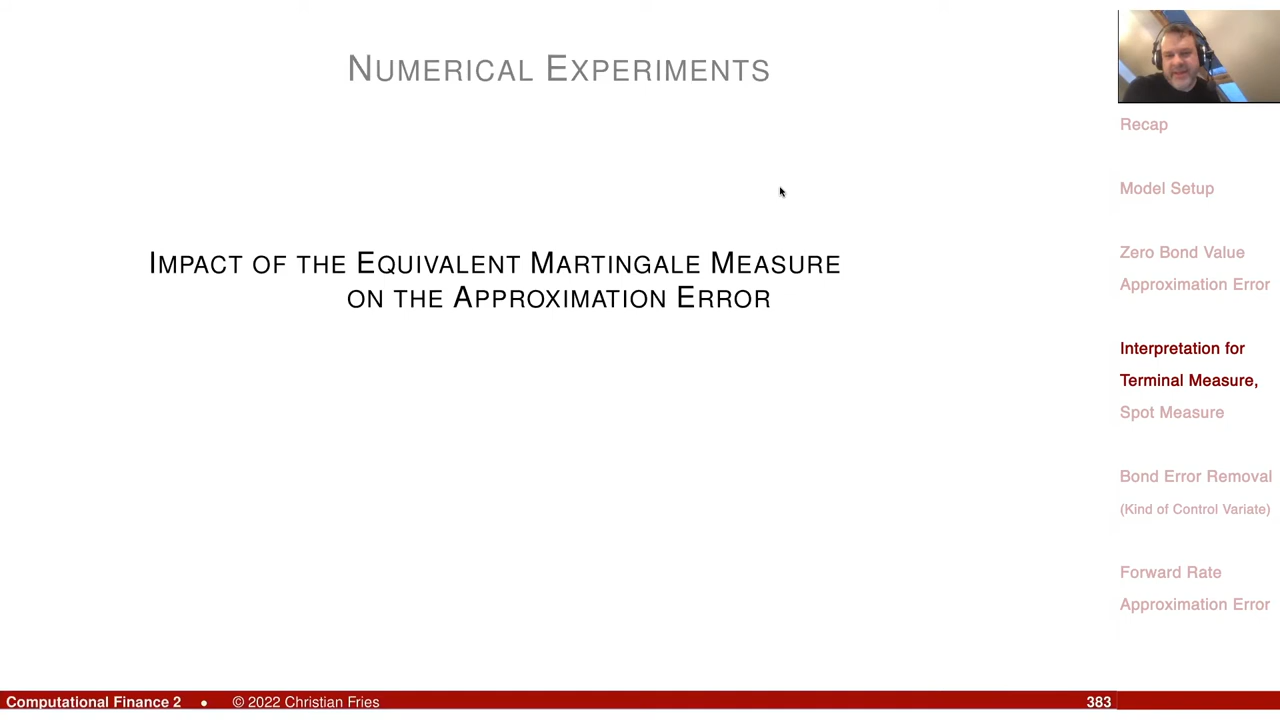 NUMERICAL EXPERIMENTS
IMPACT OF THE EQUIVALENT MARTINGALE MEASURE
ON THE APPROXIMATION ERROR
Recap
Model Setup
Zero Bond Value
Approximation Error
Interpretation for
Terminal Measure,
Spot Measure
Bond Error Removal
(Kind of Control Variate)
Forward Rate
Approximation Error
Computational Finance 2 • © 2022 Christian Fries 383